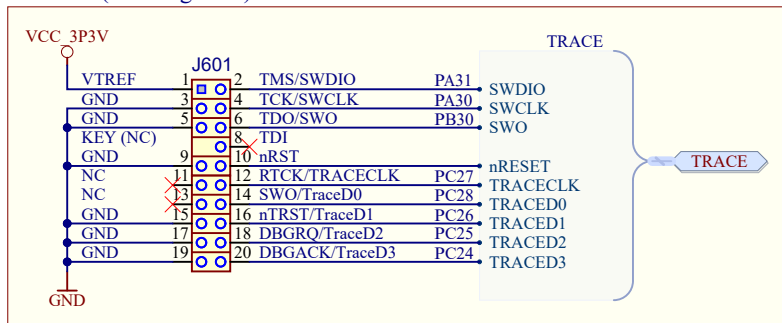 VCC_3P3V
TRACE
J601
VTREF 1 2 TMS/SWDIO PA31 SWDIO
GND 3 4 TCK/SWCLK PA30 SWCLK
GND 5 6 TDO/SWO PB30 SWO
KEY (NC) 8 TDI
GND 9 10 nRST nRESET
NC 11 12 RTCK/TRACECLK PC27 TRACECLK
NC 13 14 SWO/TraceD0 PC28 TRACED0
GND 15 16 nTRST/TraceD1 PC26 TRACED1
GND 17 18 DBGRQ/TraceD2 PC25 TRACED2
GND 19 20 DBGACK/TraceD3 PC24 TRACED3
TRACE
GND